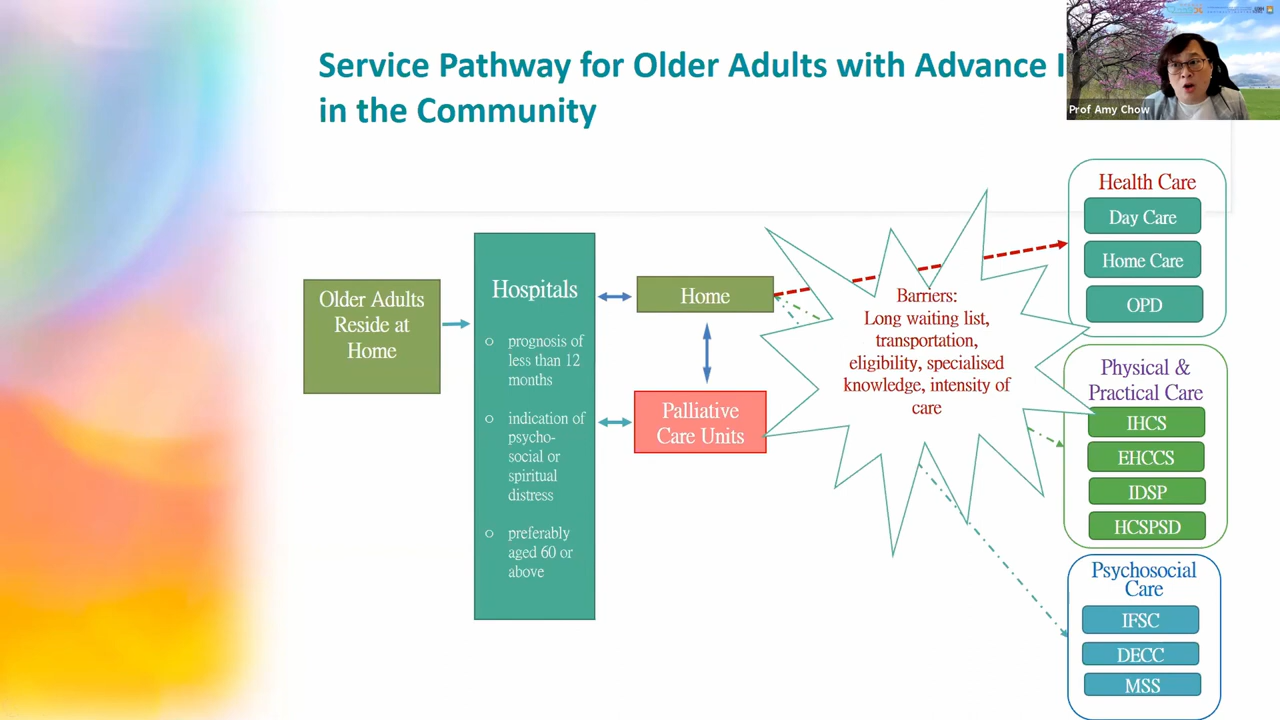 Service Pathway for Older Adults with Advance
in the Community
Prof Amy Chow
Older Adults
Reside at
Home
Hospitals
○ prognosis of
less than 12
months
○ indication of
psycho-
social or
spiritual
distress
○ preferably
aged 60 or
above
Home
Palliative
Care Units
Barriers:
Long waiting list,
transportation,
eligibility, specialised
knowledge, intensity of
care
Health Care
Day Care
Home Care
OPD
Physical &
Practical Care
IHCS
EHCCS
IDSP
HCSPSD
Psychosocial
Care
IFSC
DECC
MSS